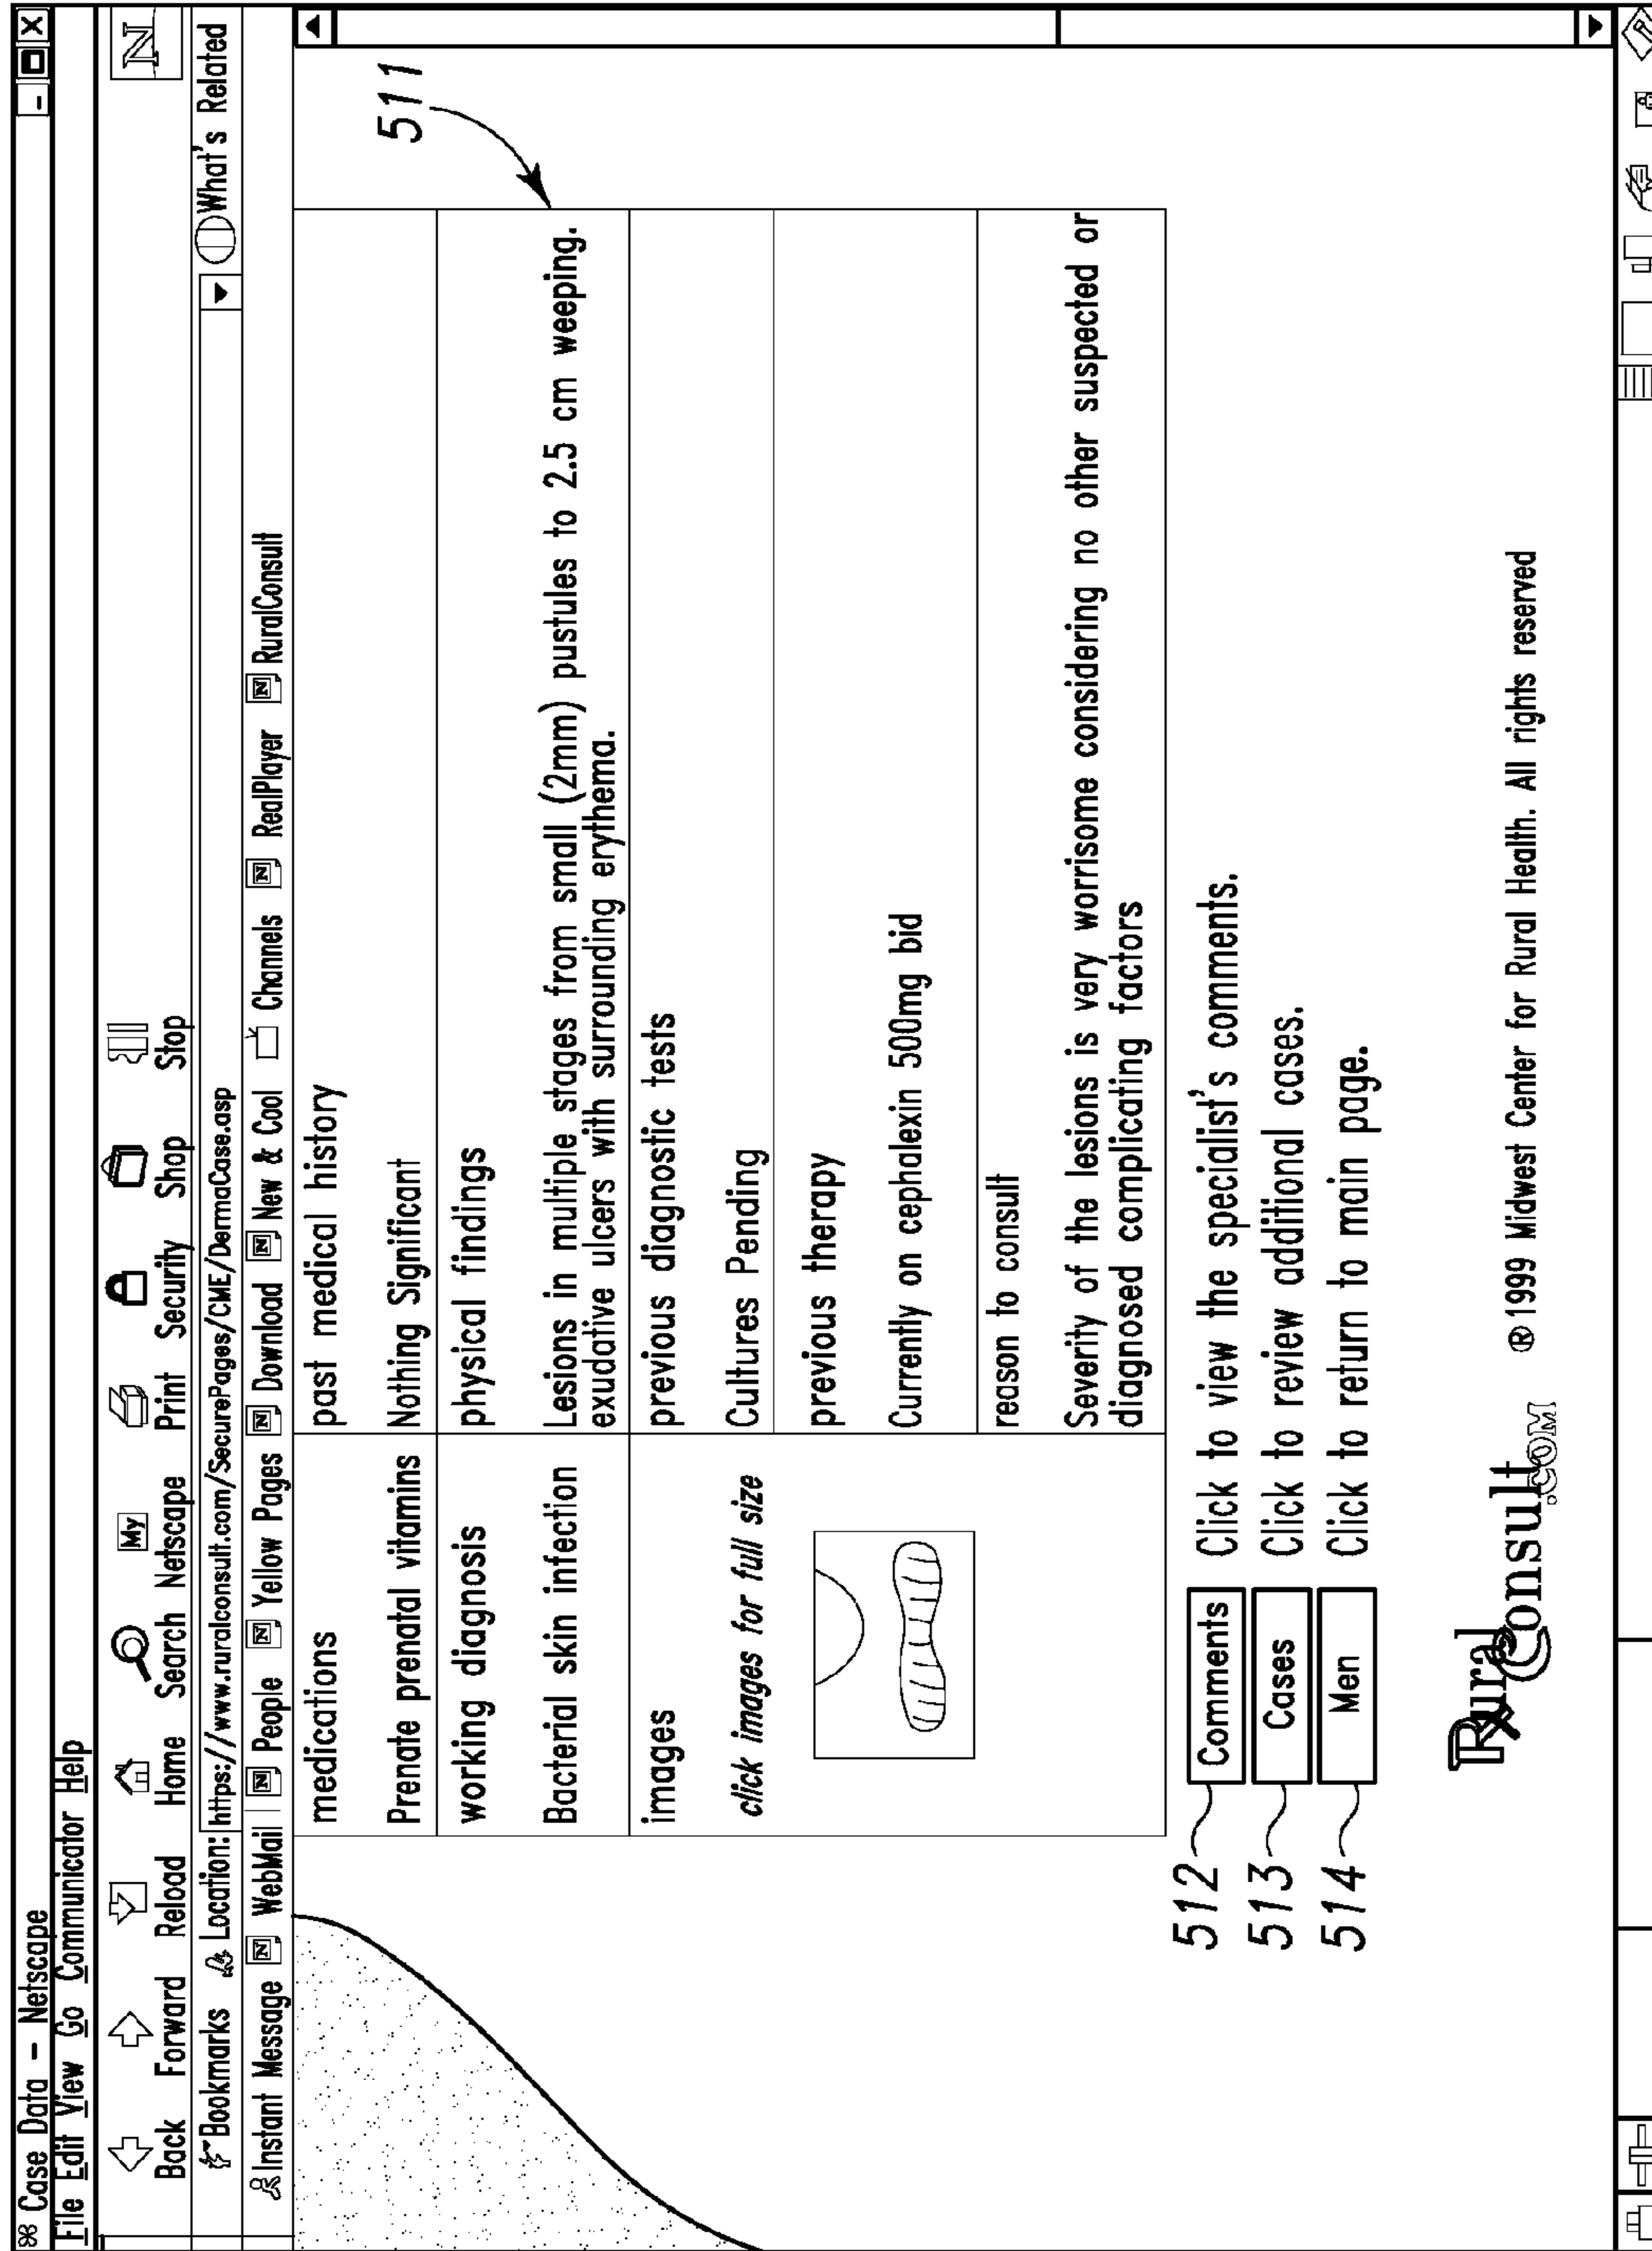 Case Data - Netscape
File Edit View Go Communicator Help
Back Forward Reload Home Search Netscape Print Security Shop Stop
My
N
Bookmarks Location: https://www.ruralconsult.com/SecurePages/CME/DermaCase.asp What's Related
Instant Message WebMail People Yellow Pages Download New & Cool Channels RealPlayer RuralConsult
medications
Prenate prenatal vitamins
past medical history
Nothing Significant
511
working diagnosis
Bacterial skin infection
physical findings
Lesions in multiple stages from small (2mm) pustules to 2.5 cm weeping.
exudative ulcers with surrounding erythema.
images
click images for full size
previous diagnostic tests
Cultures Pending
previous therapy
Currently on cephalexin 500mg bid
reason to consult
Severity of the lesions is very worrisome considering no other suspected or
diagnosed complicating factors
512 Comments Click to view the specialist's comments.
513 Cases Click to review additional cases.
514 Men Click to return to main page.
Rural Consult .COM ®1999 Midwest Center for Rural Health. All rights reserved